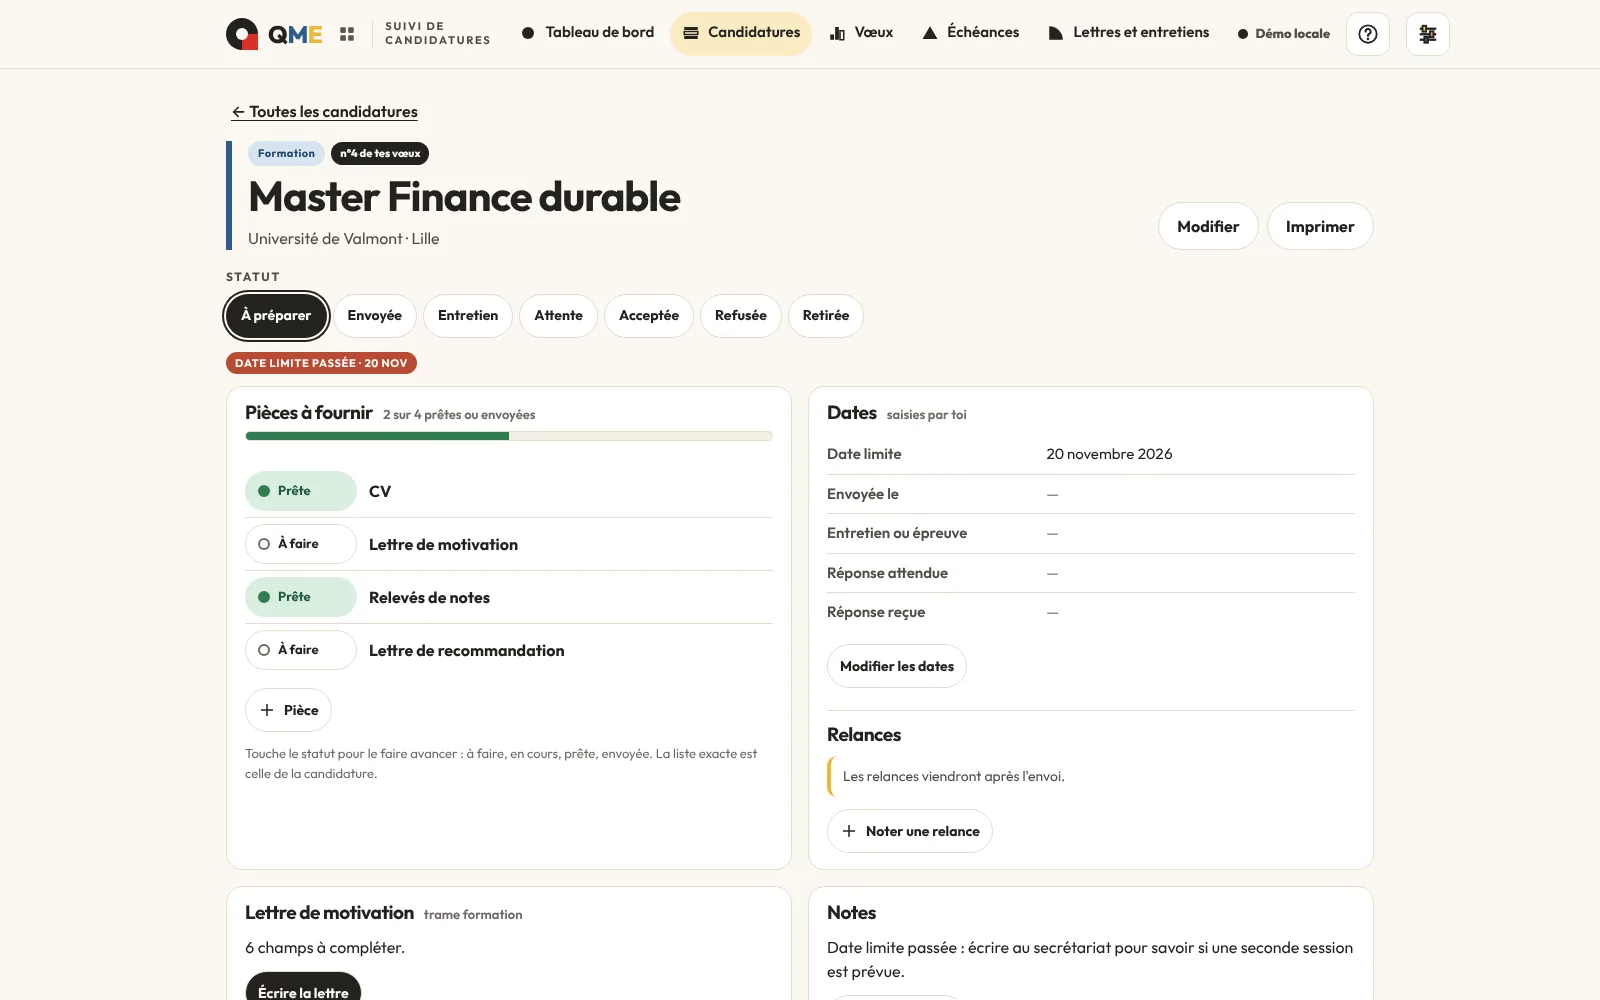 QME
SUIVI DE
CANDIDATURES
Tableau de bord
Candidatures
Vœux
Échéances
Lettres et entretiens
Démo locale
← Toutes les candidatures
Formation
n°4 de tes vœux
Master Finance durable
Université de Valmont · Lille
Modifier
Imprimer
STATUT
À préparer
Envoyée
Entretien
Attente
Acceptée
Refusée
Retirée
DATE LIMITE PASSÉE · 20 NOV
Pièces à fournir 2 sur 4 prêtes ou envoyées
Prête CV
À faire Lettre de motivation
Prête Relevés de notes
À faire Lettre de recommandation
+ Pièce
Touche le statut pour le faire avancer : à faire, en cours, prête, envoyée. La liste exacte est
celle de la candidature.
Dates saisies par toi
Date limite 20 novembre 2026
Envoyée le —
Entretien ou épreuve —
Réponse attendue —
Réponse reçue —
Modifier les dates
Relances
Les relances viendront après l'envoi.
+ Noter une relance
Lettre de motivation trame formation
6 champs à compléter.
Écrire la lettre
Notes
Date limite passée : écrire au secrétariat pour savoir si une seconde session
est prévue.